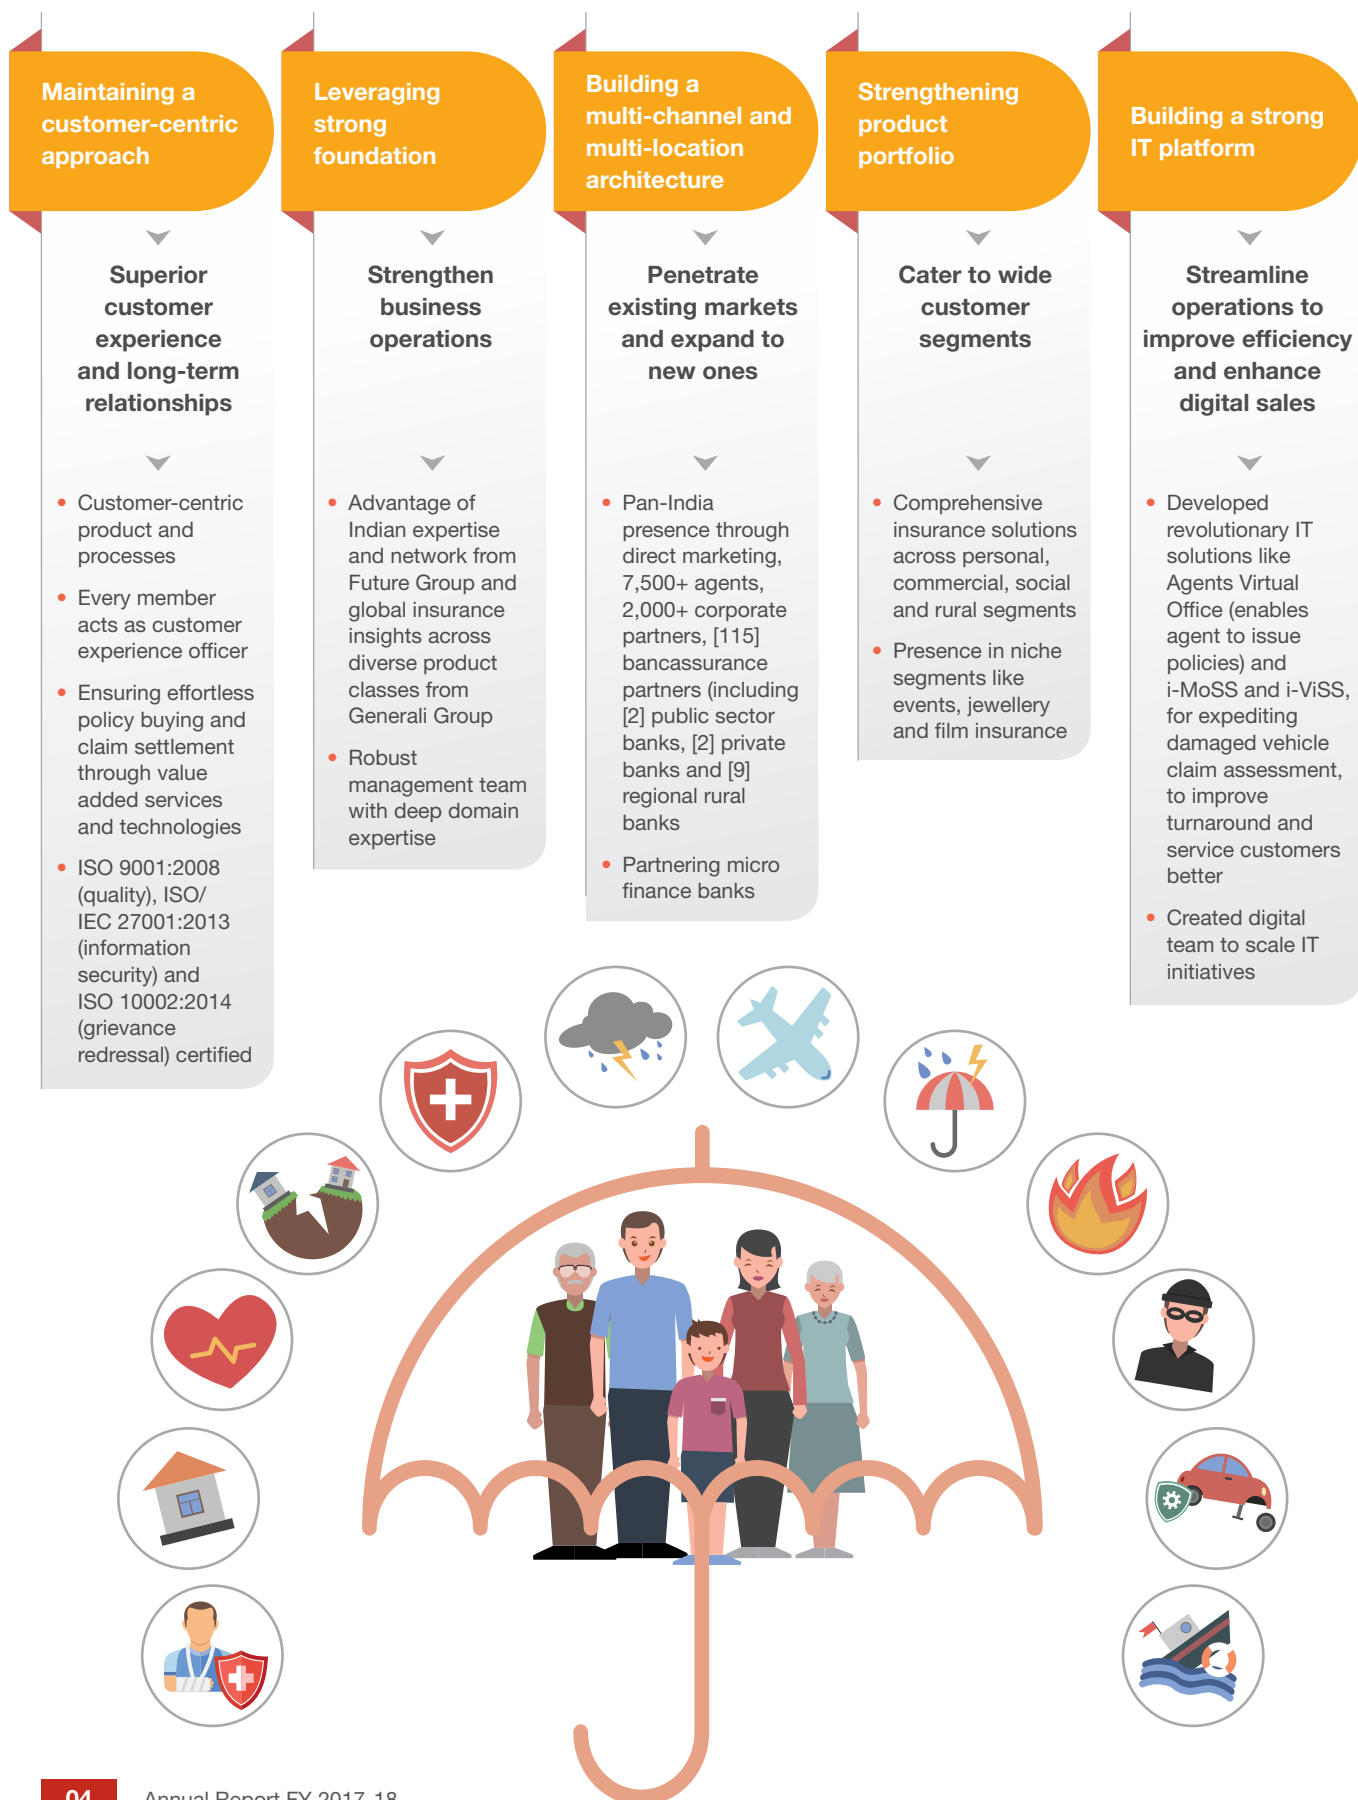 Maintaining a
customer-centric
approach
Superior
customer
experience
and long-term
relationships
• Customer-centric
product and
processes
• Every member
acts as customer
experience officer
• Ensuring effortless
policy buying and
claim settlement
through value
added services
and technologies
• ISO 9001:2008
(quality), ISO/
IEC 27001:2013
(information
security) and
ISO 10002:2014
(grievance
redressal) certified
Leveraging
strong
foundation
Strengthen
business
operations
• Advantage of
Indian expertise
and network from
Future Group and
global insurance
insights across
diverse product
classes from
Generali Group
• Robust
management team
with deep domain
expertise
Building a
multi-channel and
multi-location
architecture
Penetrate
existing markets
and expand to
new ones
• Pan-India
presence through
direct marketing,
7,500+ agents,
2,000+ corporate
partners, [115]
bancassurance
partners (including
[2] public sector
banks, [2] private
banks and [9]
regional rural
banks
• Partnering micro
finance banks
Strengthening
product
portfolio
Cater to wide
customer
segments
• Comprehensive
insurance solutions
across personal,
commercial, social
and rural segments
• Presence in niche
segments like
events, jewellery
and film insurance
Building a strong
IT platform
Streamline
operations to
improve efficiency
and enhance
digital sales
• Developed
revolutionary IT
solutions like
Agents Virtual
Office (enables
agent to issue
policies) and
i-MoSS and i-ViSS,
for expediting
damaged vehicle
claim assessment,
to improve
turnaround and
service customers
better
• Created digital
team to scale IT
initiatives
04
Annual Report FY 2017-18